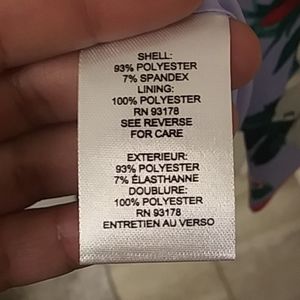 SHELL:
93% POLYESTER
7% SPANDEX
LINING:
100% POLYESTER
RN 93178
SEE REVERSE
FOR CARE
EXTERIEUR:
93% POLYESTER
7% ÉLASTHANNE
DOUBLURE:
100% POLYESTER
RN 93178
ENTRETIEN AU VERSO